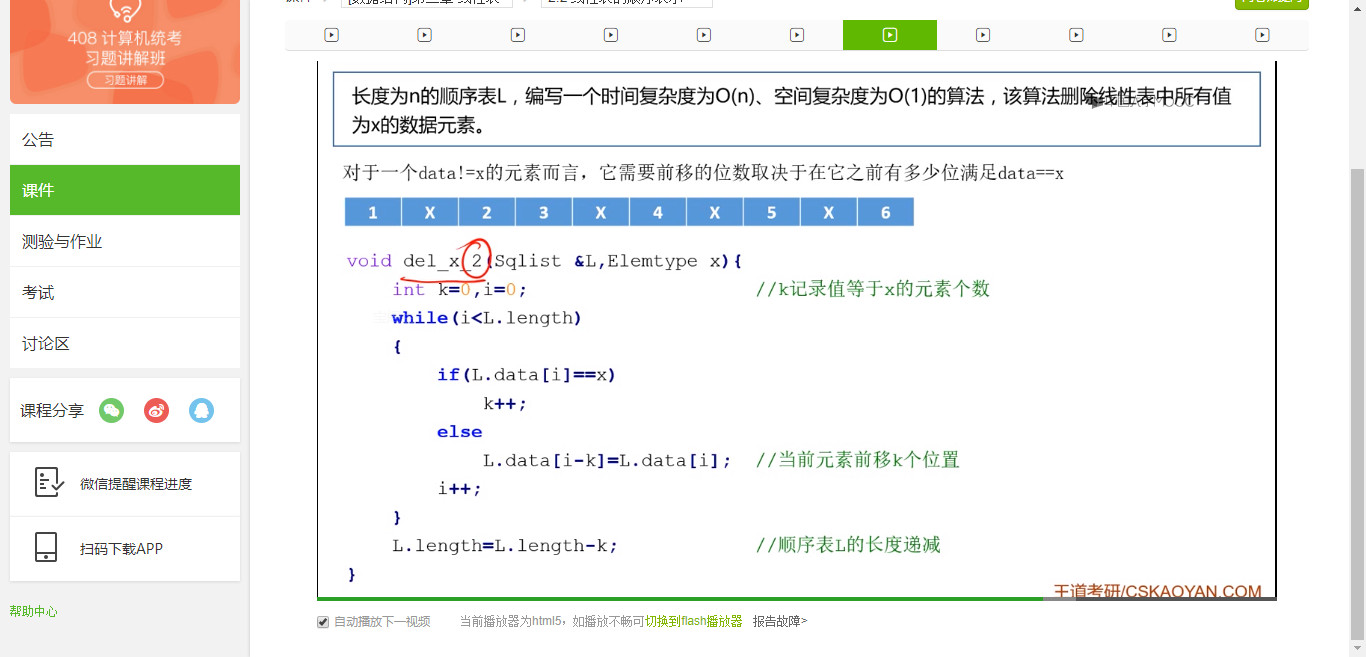 408 计算机统考
习题讲解班
习题讲解
公告
课件
测验与作业
考试
讨论区
课程分享
微信提醒课程进度
扫码下载APP
帮助中心
长度为n的顺序表L，编写一个时间复杂度为O(n)、空间复杂度为O(1)的算法，该算法删除线性表中所有值
为x的数据元素。
对于一个data!=x的元素而言，它需要前移的位数取决于在它之前有多少位满足data==x
1 X 2 3 X 4 X 5 X 6
void del_x_2(Sqlist &L,Elemtype x){
int k=0,i=0; //k记录值等于x的元素个数
while(i<L.length)
{
if(L.data[i]==x)
k++;
else
L.data[i-k]=L.data[i]; //当前元素前移k个位置
i++;
}
L.length=L.length-k; //顺序表L的长度递减
}
王道考研/CSKAOYAN.COM
自动播放下一视频 当前播放器为html5，如播放不畅可切换到flash播放器 报告故障>